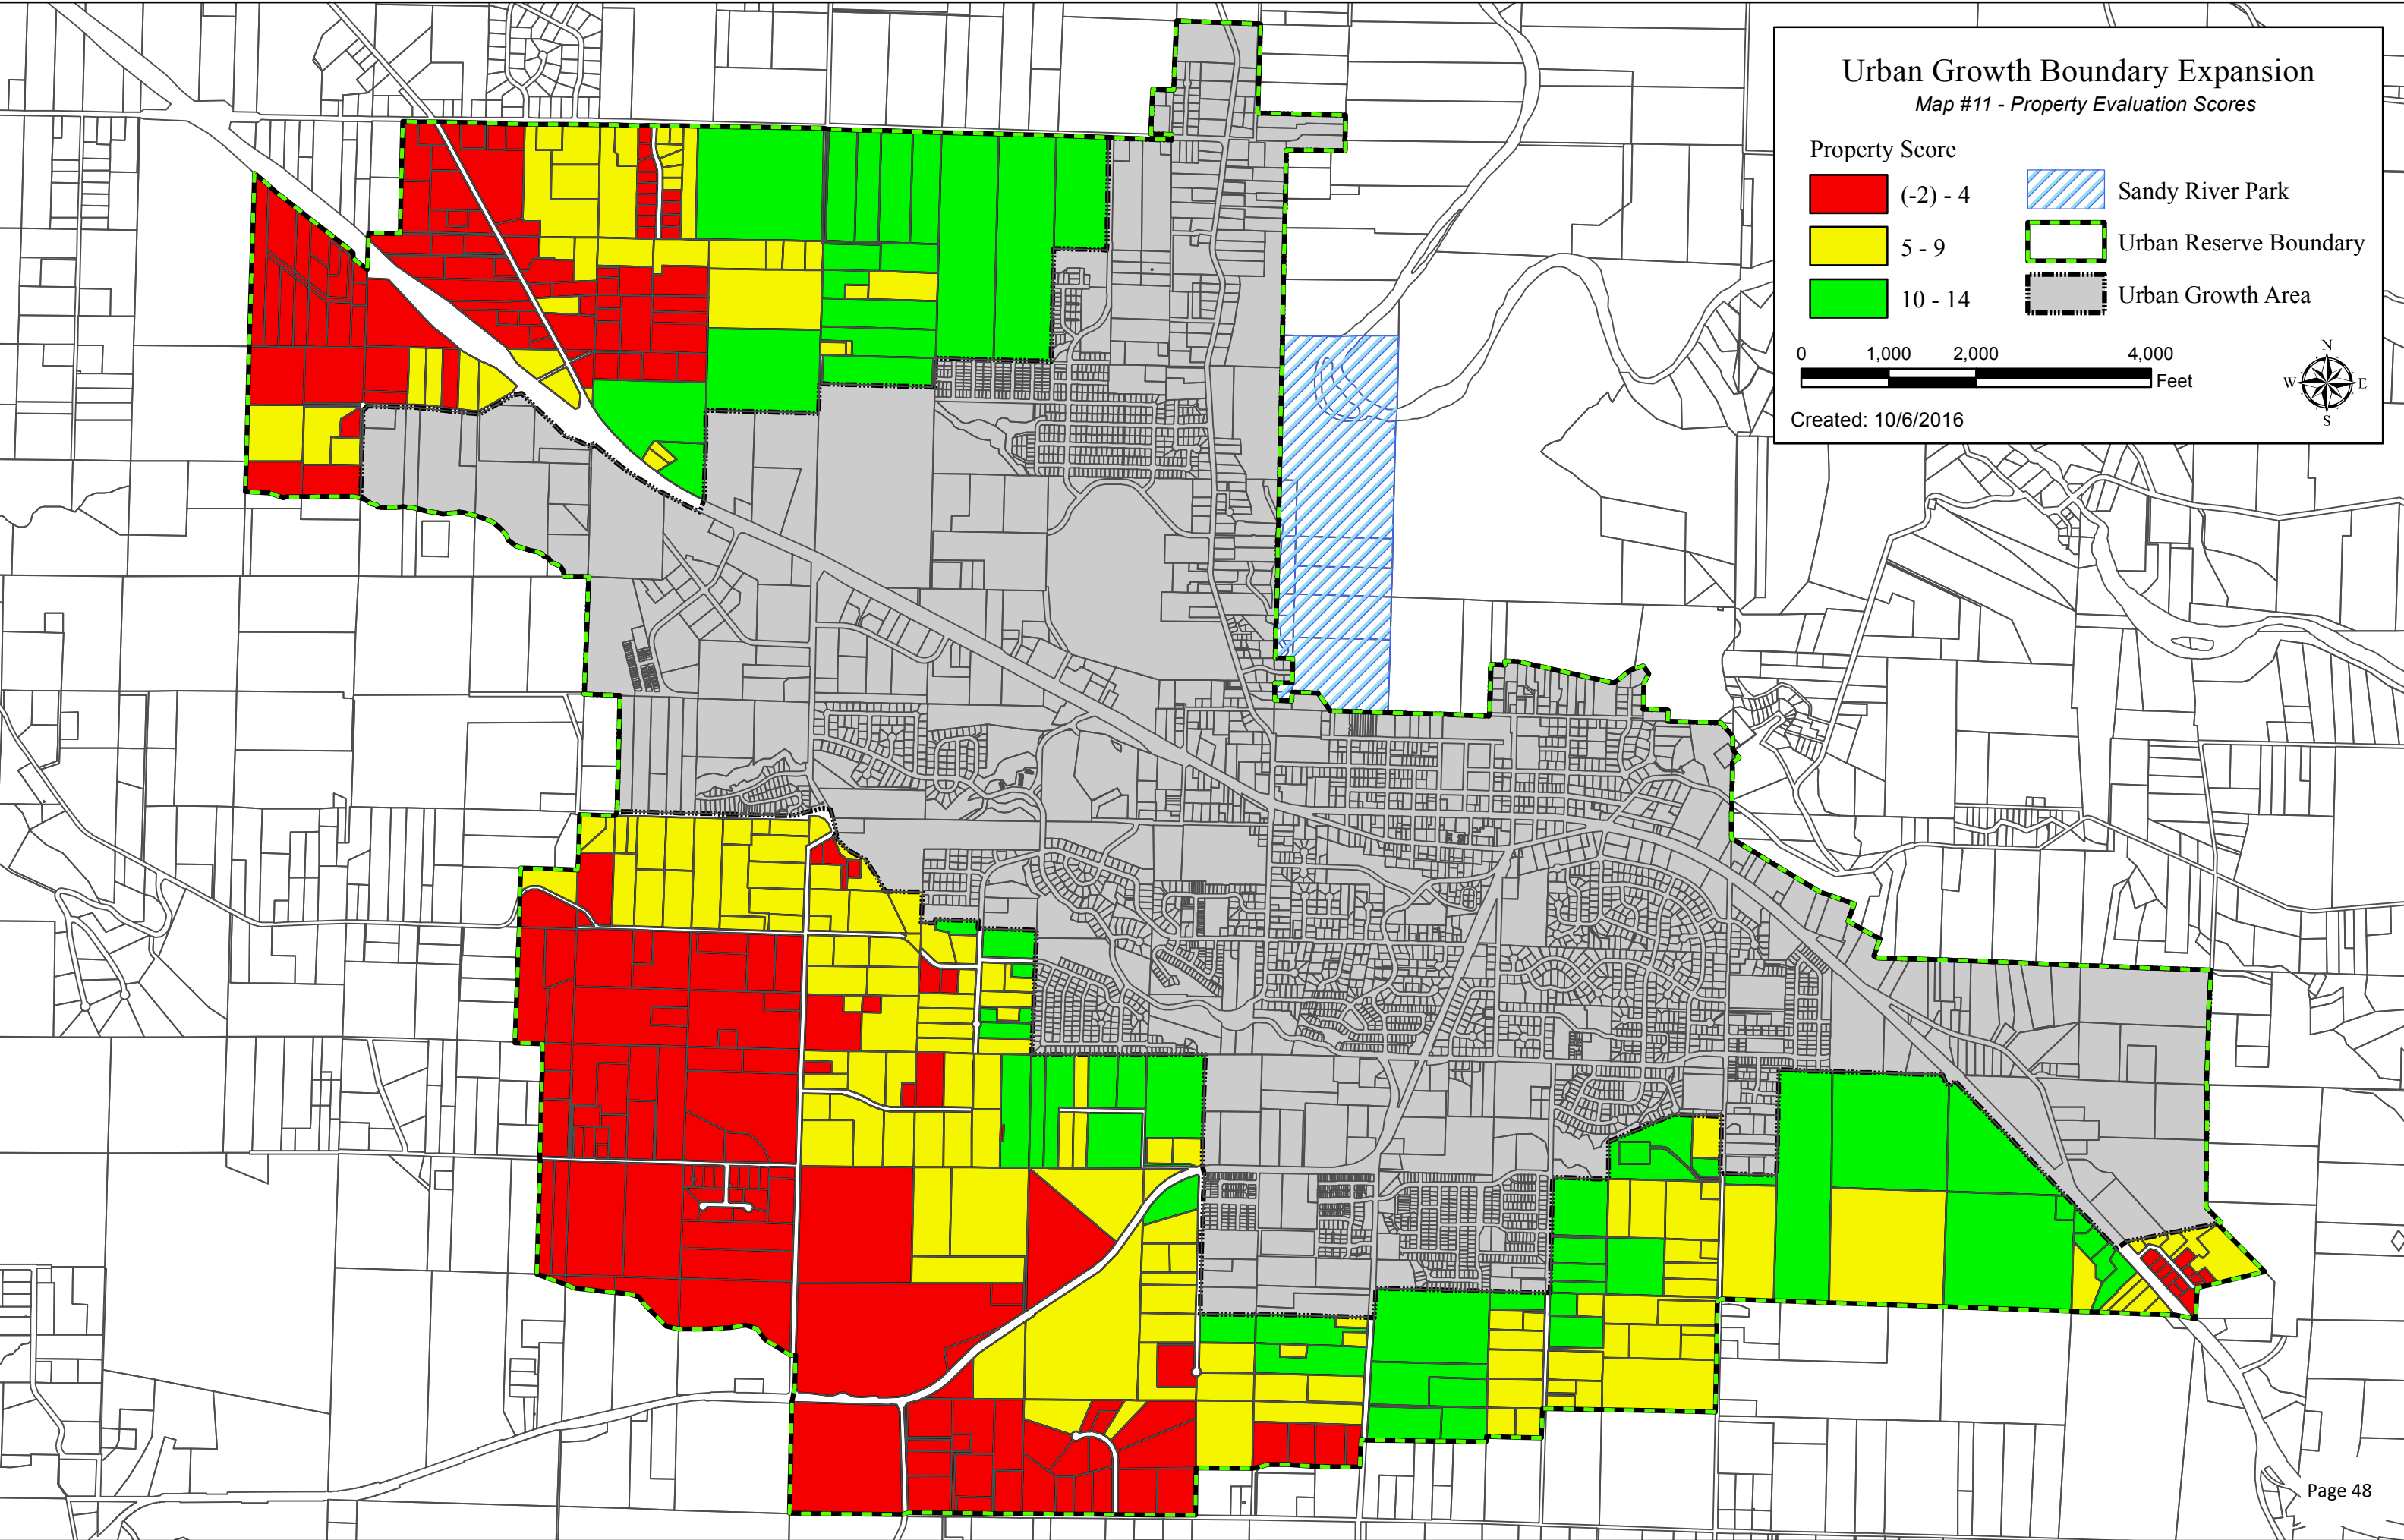 Urban Growth Boundary Expansion
Map #11 - Property Evaluation Scores
Property Score
(-2) - 4
5 - 9
10 - 14
Sandy River Park
Urban Reserve Boundary
Urban Growth Area
0 1,000 2,000 4,000
Feet
N
W E
S
Created: 10/6/2016
Page 48